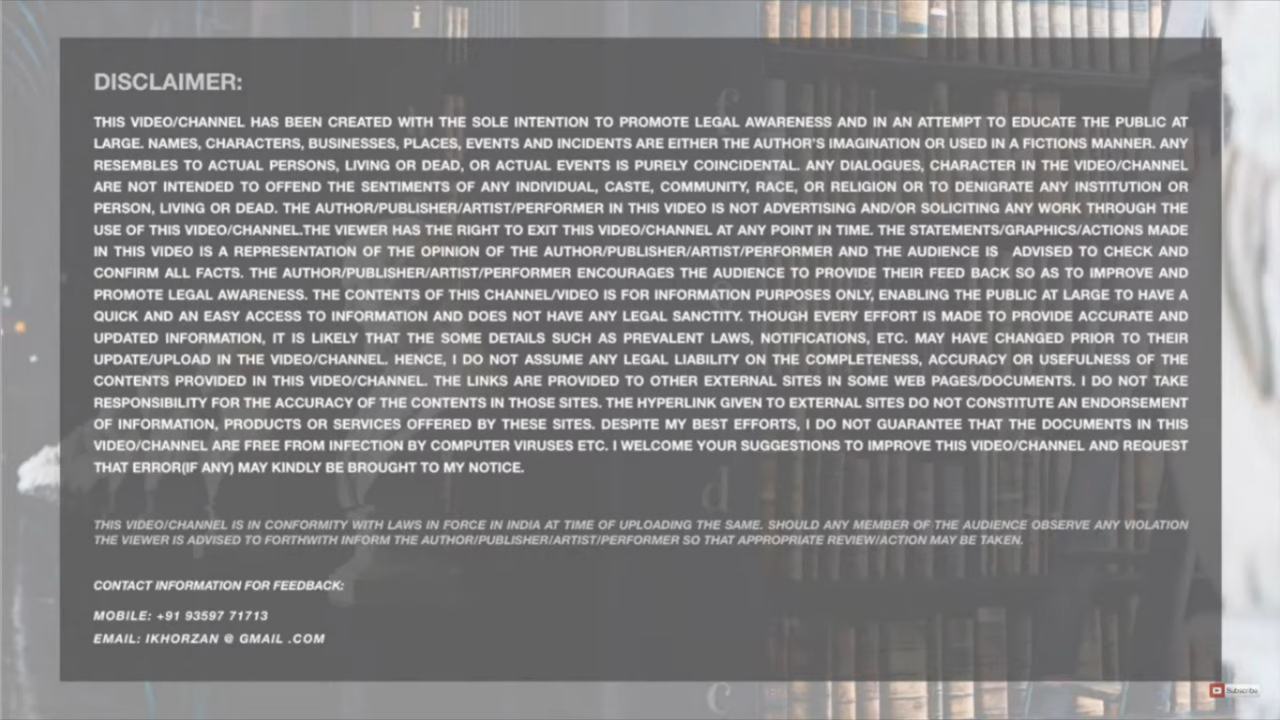 DISCLAIMER:
THIS VIDEO/CHANNEL HAS BEEN CREATED WITH THE SOLE INTENTION TO PROMOTE LEGAL AWARENESS AND IN AN ATTEMPT TO EDUCATE THE PUBLIC AT
LARGE. NAMES, CHARACTERS, BUSINESSES, PLACES, EVENTS AND INCIDENTS ARE EITHER THE AUTHOR'S IMAGINATION OR USED IN A FICTIONS MANNER. ANY
RESEMBLES TO ACTUAL PERSONS, LIVING OR DEAD, OR ACTUAL EVENTS IS PURELY COINCIDENTAL. ANY DIALOGUES, CHARACTER IN THE VIDEO/CHANNEL
ARE NOT INTENDED TO OFFEND THE SENTIMENTS OF ANY INDIVIDUAL, CASTE, COMMUNITY, RACE, OR RELIGION OR TO DENIGRATE ANY INSTITUTION OR
PERSON, LIVING OR DEAD. THE AUTHOR/PUBLISHER/ARTIST/PERFORMER IN THIS VIDEO IS NOT ADVERTISING AND/OR SOLICITING ANY WORK THROUGH THE
USE OF THIS VIDEO/CHANNEL.THE VIEWER HAS THE RIGHT TO EXIT THIS VIDEO/CHANNEL AT ANY POINT IN TIME. THE STATEMENTS/GRAPHICS/ACTIONS MADE
IN THIS VIDEO IS A REPRESENTATION OF THE OPINION OF THE AUTHOR/PUBLISHER/ARTIST/PERFORMER AND THE AUDIENCE IS ADVISED TO CHECK AND
CONFIRM ALL FACTS. THE AUTHOR/PUBLISHER/ARTIST/PERFORMER ENCOURAGES THE AUDIENCE TO PROVIDE THEIR FEED BACK SO AS TO IMPROVE AND
PROMOTE LEGAL AWARENESS. THE CONTENTS OF THIS CHANNEL/VIDEO IS FOR INFORMATION PURPOSES ONLY, ENABLING THE PUBLIC AT LARGE TO HAVE A
QUICK AND AN EASY ACCESS TO INFORMATION AND DOES NOT HAVE ANY LEGAL SANCTITY. THOUGH EVERY EFFORT IS MADE TO PROVIDE ACCURATE AND
UPDATED INFORMATION, IT IS LIKELY THAT THE SOME DETAILS SUCH AS PREVALENT LAWS, NOTIFICATIONS, ETC. MAY HAVE CHANGED PRIOR TO THEIR
UPDATE/UPLOAD IN THE VIDEO/CHANNEL. HENCE, I DO NOT ASSUME ANY LEGAL LIABILITY ON THE COMPLETENESS, ACCURACY OR USEFULNESS OF THE
CONTENTS PROVIDED IN THIS VIDEO/CHANNEL. THE LINKS ARE PROVIDED TO OTHER EXTERNAL SITES IN SOME WEB PAGES/DOCUMENTS. I DO NOT TAKE
RESPONSIBILITY FOR THE ACCURACY OF THE CONTENTS IN THOSE SITES. THE HYPERLINK GIVEN TO EXTERNAL SITES DO NOT CONSTITUTE AN ENDORSEMENT
OF INFORMATION, PRODUCTS OR SERVICES OFFERED BY THESE SITES. DESPITE MY BEST EFFORTS, I DO NOT GUARANTEE THAT THE DOCUMENTS IN THIS
VIDEO/CHANNEL ARE FREE FROM INFECTION BY COMPUTER VIRUSES ETC. I WELCOME YOUR SUGGESTIONS TO IMPROVE THIS VIDEO/CHANNEL AND REQUEST
THAT ERROR(IF ANY) MAY KINDLY BE BROUGHT TO MY NOTICE.
THIS VIDEO/CHANNEL IS IN CONFORMITY WITH LAWS IN FORCE IN INDIA AT TIME OF UPLOADING THE SAME. SHOULD ANY MEMBER OF THE AUDIENCE OBSERVE ANY VIOLATION
THE VIEWER IS ADVISED TO FORTHWITH INFORM THE AUTHOR/PUBLISHER/ARTIST/PERFORMER SO THAT APPROPRIATE REVIEW/ACTION MAY BE TAKEN.
CONTACT INFORMATION FOR FEEDBACK:
MOBILE: +91 93597 71713
EMAIL: IKHORZAN @ GMAIL .COM
Subscribe